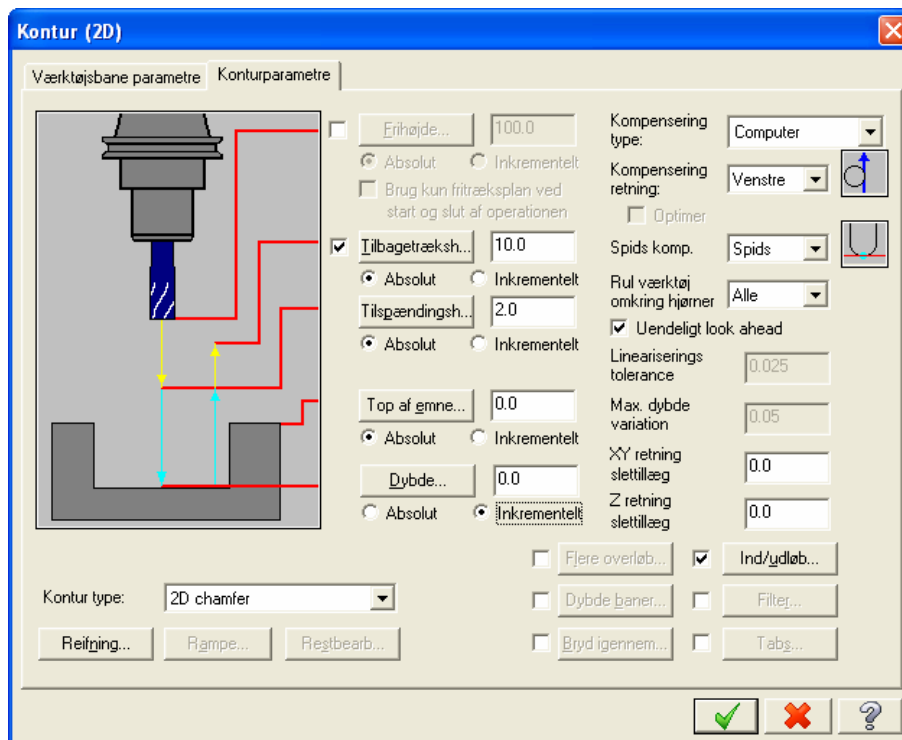 Kontur (2D)
Værktøjsbane parametre
Konturparametre
Frihøjde...
100.0
Absolut
Inkrementelt
Brug kun fritræksplan ved
start og slut af operationen
Tilbagetræksh...
10.0
Absolut
Inkrementelt
Tilspændingsh...
2.0
Absolut
Inkrementelt
Top af emne...
0.0
Absolut
Inkrementelt
Dybde...
0.0
Absolut
Inkrementelt
Kompensering
type:
Computer
Kompensering
retning:
Venstre
Optimer
Spids komp.
Spids
Rul værktøj
omkring hjørner
Alle
Uendeligt look ahead
Lineariserings
tolerance
0.025
Max. dybde
variation
0.05
XY retning
slettillæg
0.0
Z retning
slettillæg
0.0
Flere overløb...
Ind/udløb...
Kontur type:
2D chamfer
Dybde baner...
Filter...
Reifning...
Rampe...
Restbearb...
Bryd igennem...
Tabs...